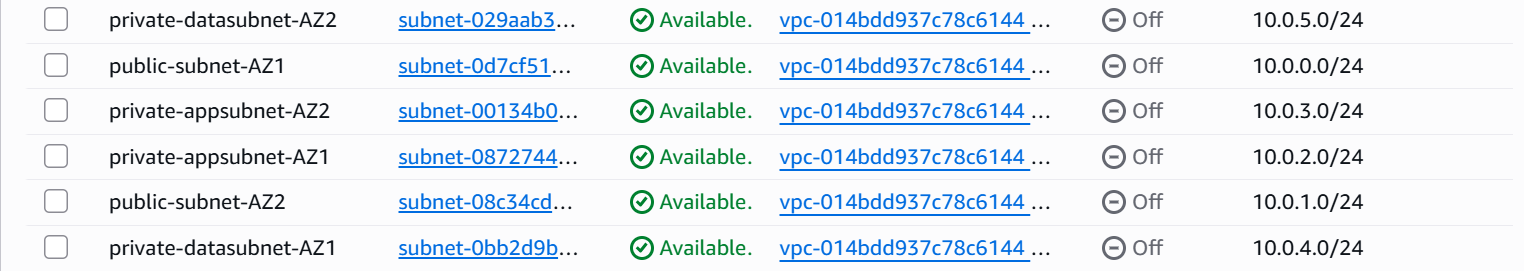 private-datasubnet-AZ2 subnet-029aab3… Available. vpc-014bdd937c78c6144 … Off 10.0.5.0/24
public-subnet-AZ1 subnet-0d7cf51… Available. vpc-014bdd937c78c6144 … Off 10.0.0.0/24
private-appsubnet-AZ2 subnet-00134b0… Available. vpc-014bdd937c78c6144 … Off 10.0.3.0/24
private-appsubnet-AZ1 subnet-0872744… Available. vpc-014bdd937c78c6144 … Off 10.0.2.0/24
public-subnet-AZ2 subnet-08c34cd… Available. vpc-014bdd937c78c6144 … Off 10.0.1.0/24
private-datasubnet-AZ1 subnet-0bb2d9b… Available. vpc-014bdd937c78c6144 … Off 10.0.4.0/24